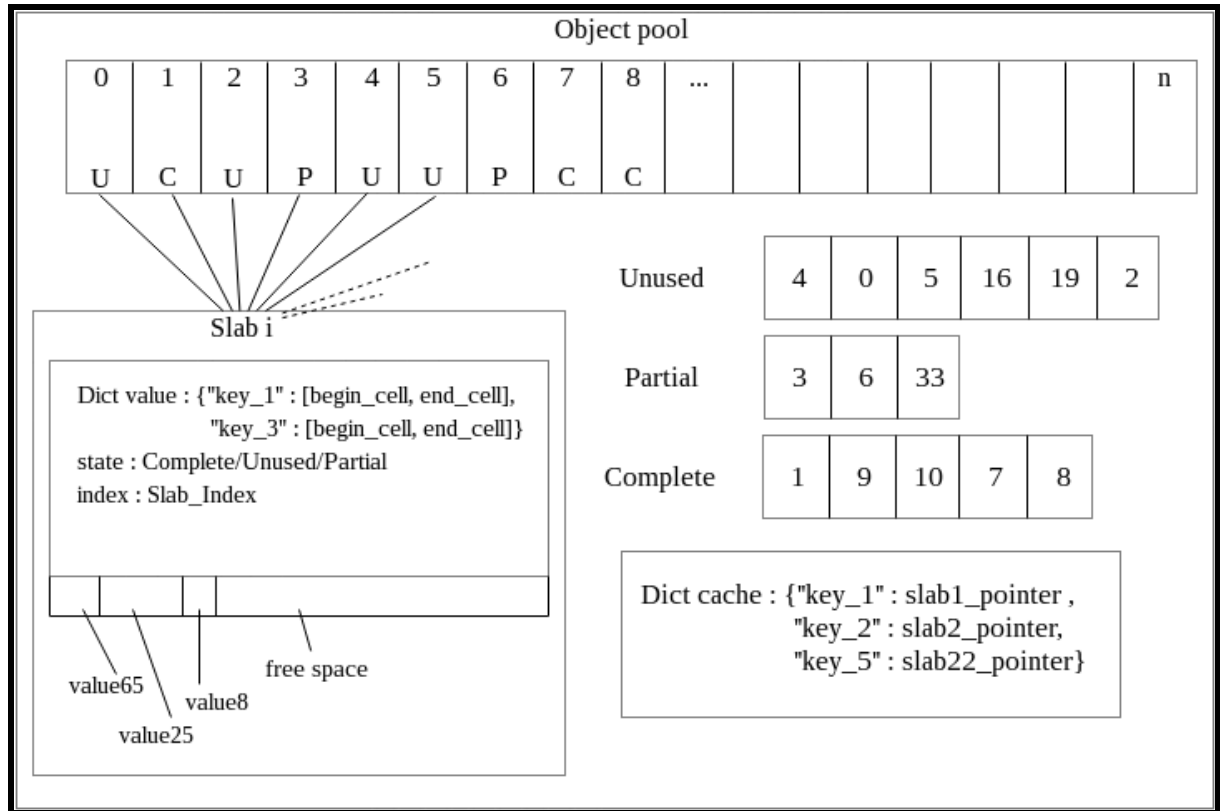 Object pool
0 1 2 3 4 5 6 7 8 ... n
U C U P U U P C C
Unused 4 0 5 16 19 2
Slab i
Partial 3 6 33
Dict value : {"key_1" : [begin_cell, end_cell],
"key_3" : [begin_cell, end_cell]}
state : Complete/Unused/Partial
index : Slab_Index
Complete 1 9 10 7 8
Dict cache : {"key_1" : slab1_pointer ,
"key_2" : slab2_pointer,
"key_5" : slab22_pointer}
free space
value65
value8
value25